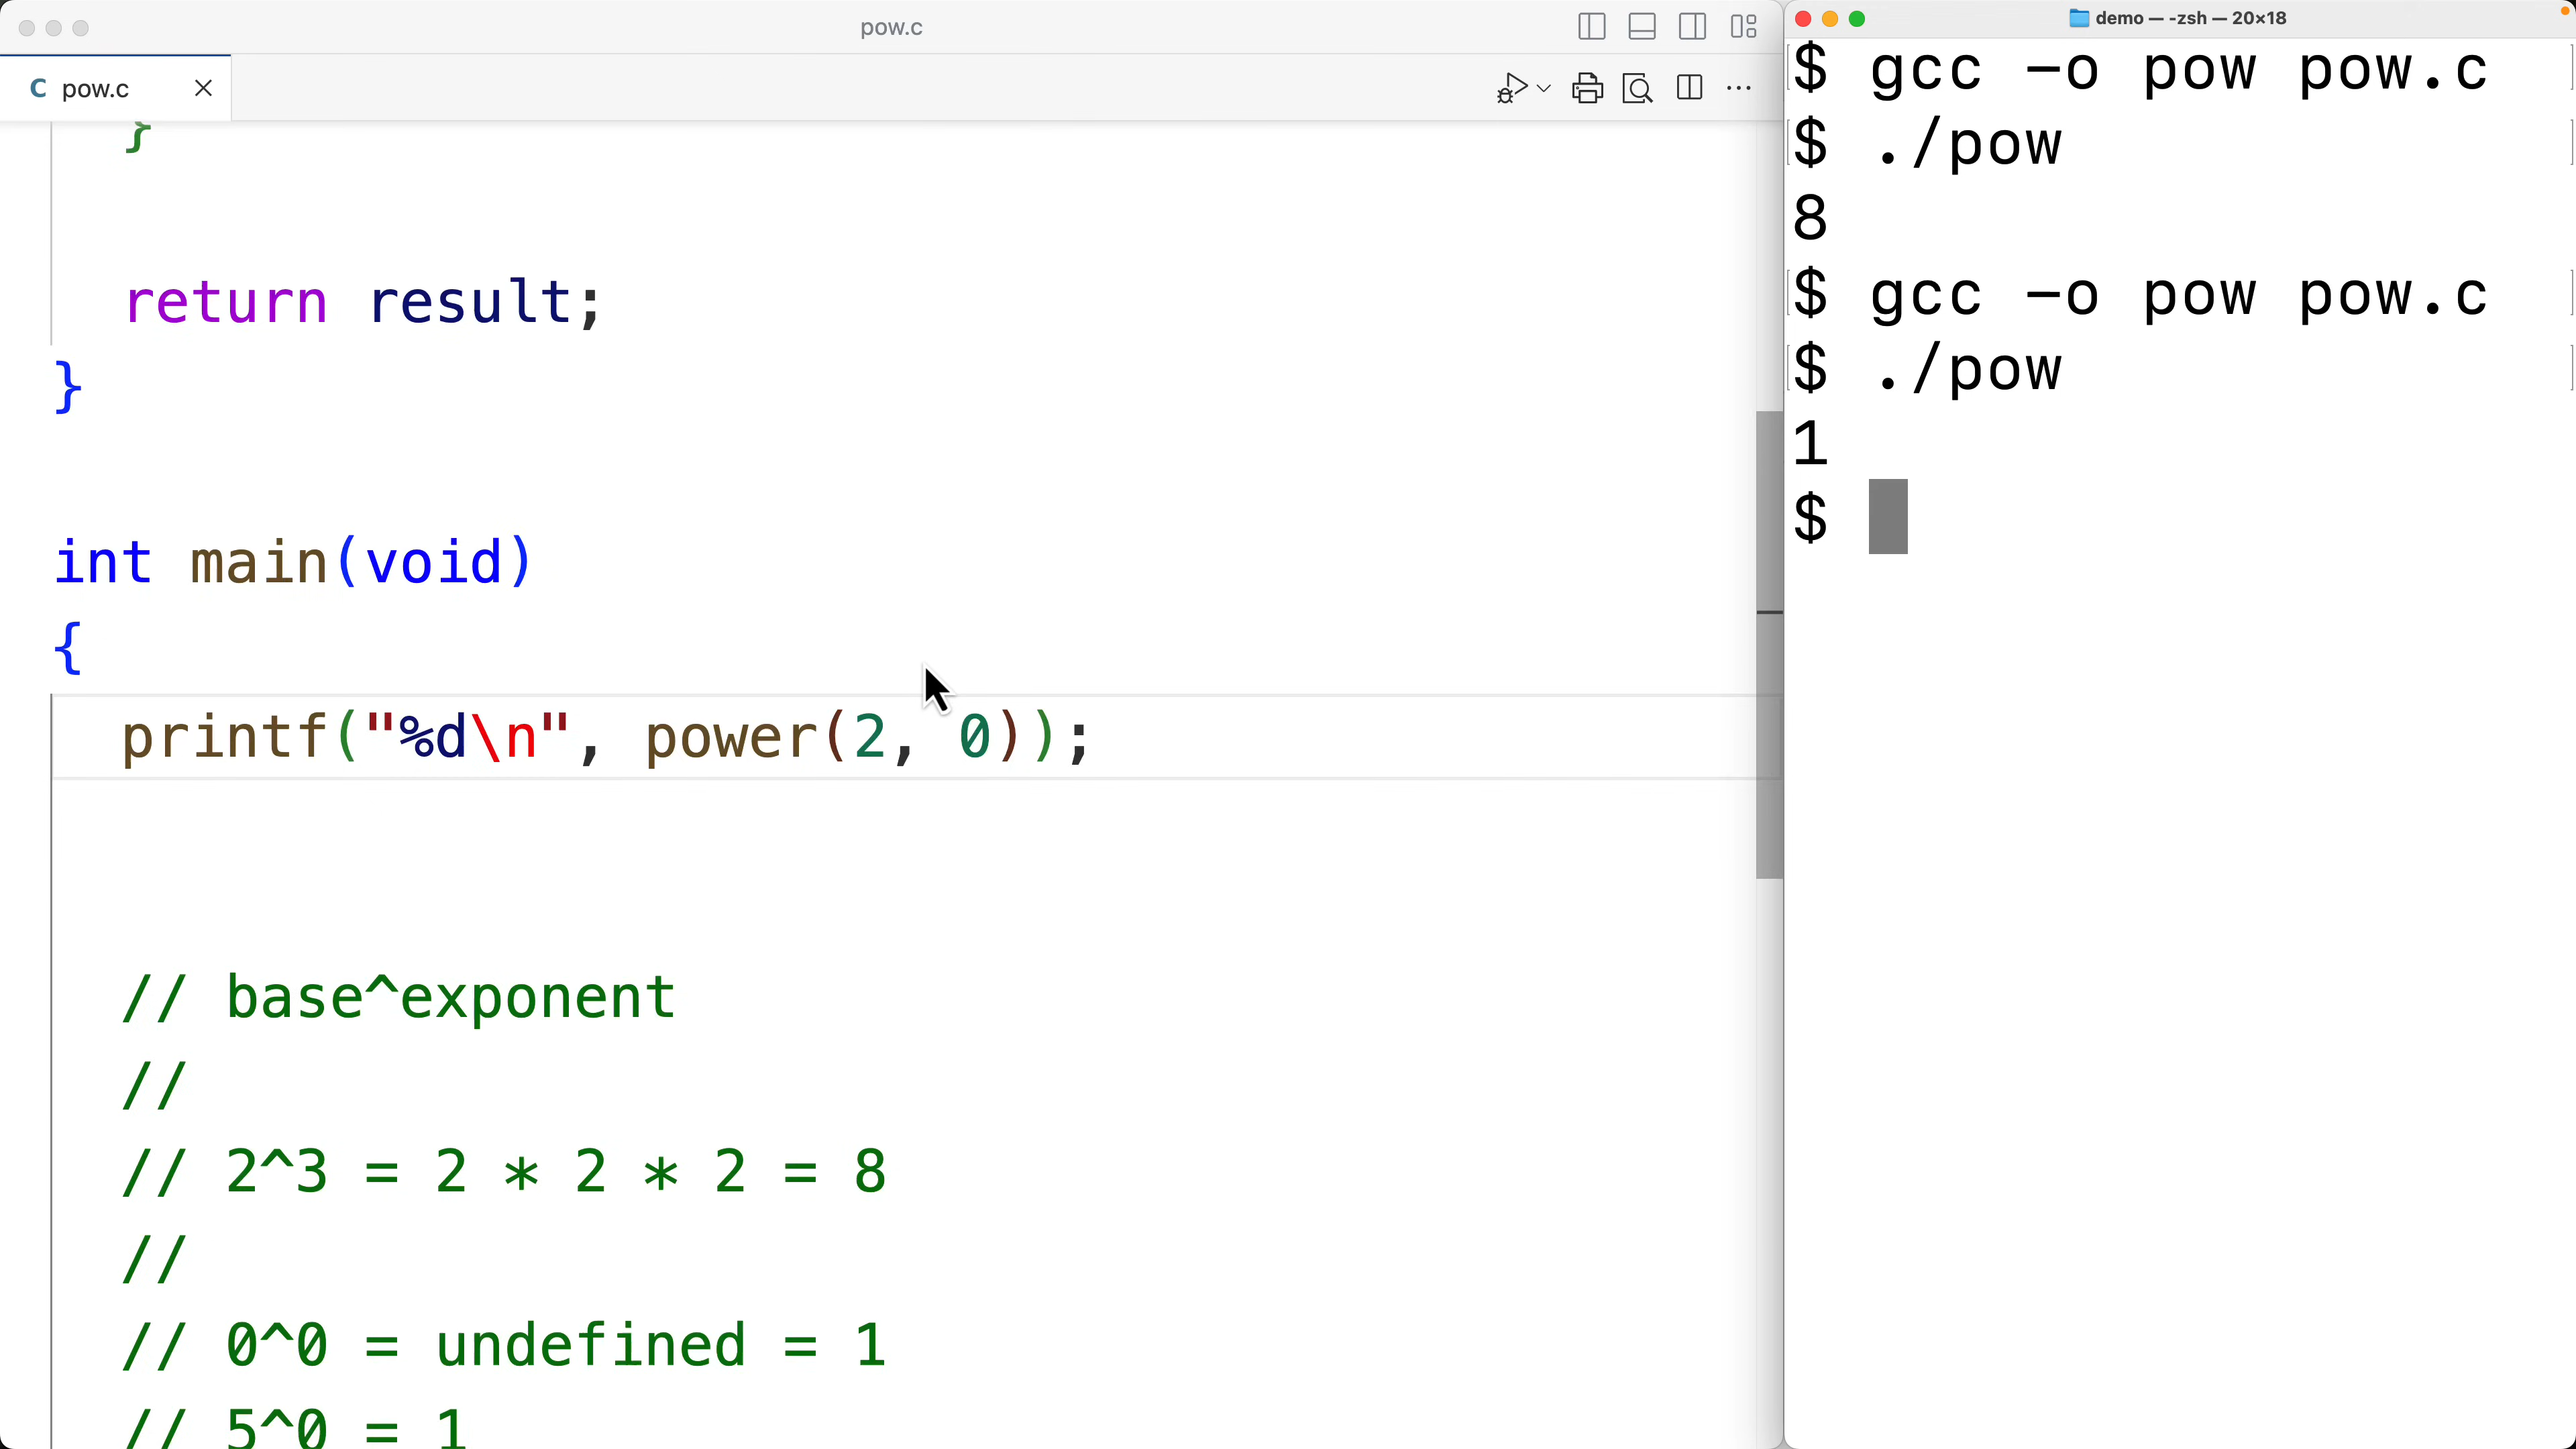 pow.c
C pow.c
}
return result;
}
int main(void)
{
printf("%d\n", power(2, 0));
// base^exponent
//
// 2^3 = 2 * 2 * 2 = 8
//
// 0^0 = undefined = 1
// 5^0 = 1
demo — -zsh — 20×18
$ gcc -o pow pow.c
$ ./pow
8
$ gcc -o pow pow.c
$ ./pow
1
$